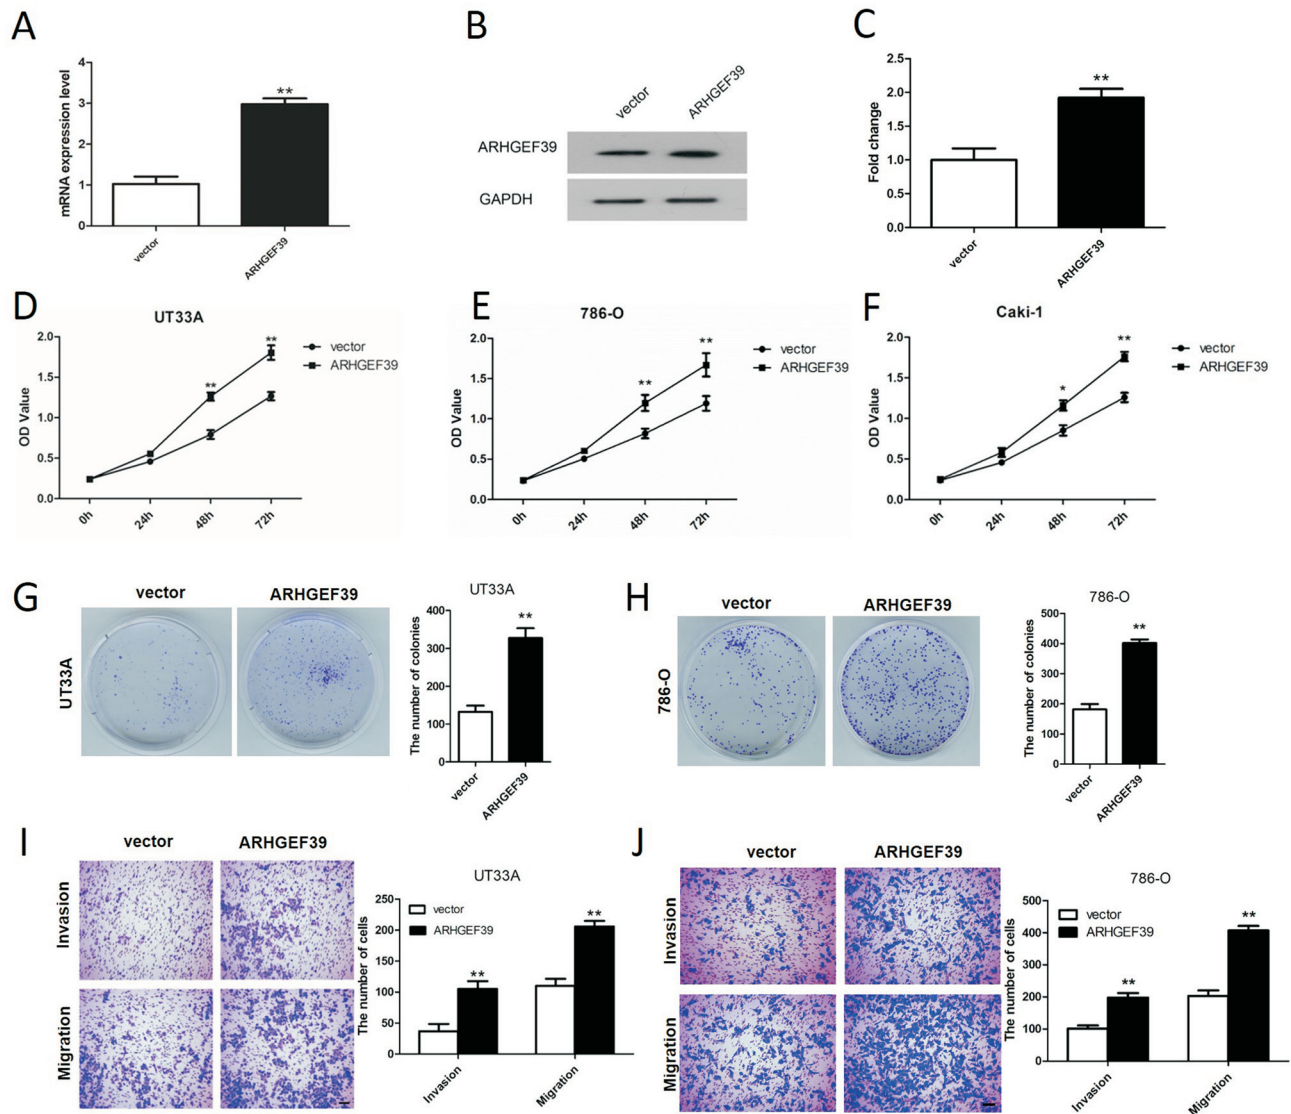 A
mRNA expression level
4
3
2
1
0
**
vector
ARHGEF39
B
vector
ARHGEF39
ARHGEF39
GAPDH
C
Fold change
2.5
2.0
1.5
1.0
0.5
0.0
**
vector
ARHGEF39
D
UT33A
OD Value
2.0
1.5
1.0
0.5
0.0
**
**
vector
ARHGEF39
0h
24h
48h
72h
E
786-O
OD Value
2.0
1.5
1.0
0.5
0.0
**
**
vector
ARHGEF39
0h
24h
48h
72h
F
Caki-1
OD Value
2.0
1.5
1.0
0.5
0.0
*
**
vector
ARHGEF39
0h
24h
48h
72h
G
vector
ARHGEF39
UT33A
UT33A
The number of colonies
400
300
200
100
0
**
vector
ARHGEF39
H
vector
ARHGEF39
786-O
786-O
The number of colonies
500
400
300
200
100
0
**
vector
ARHGEF39
I
vector
ARHGEF39
Invasion
Migration
UT33A
The number of cells
250
200
150
100
50
0
vector
ARHGEF39
**
**
Invasion
Migration
J
vector
ARHGEF39
Invasion
Migration
786-O
The number of cells
500
400
300
200
100
0
vector
ARHGEF39
**
**
Invasion
Migration